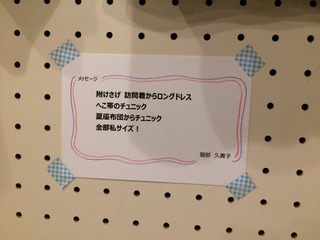 メッセージ
附けさげ 訪問着からロングドレス
へこ帯のチュニック
夏座布団からチュニック
全部私サイズ！
服部 久美子